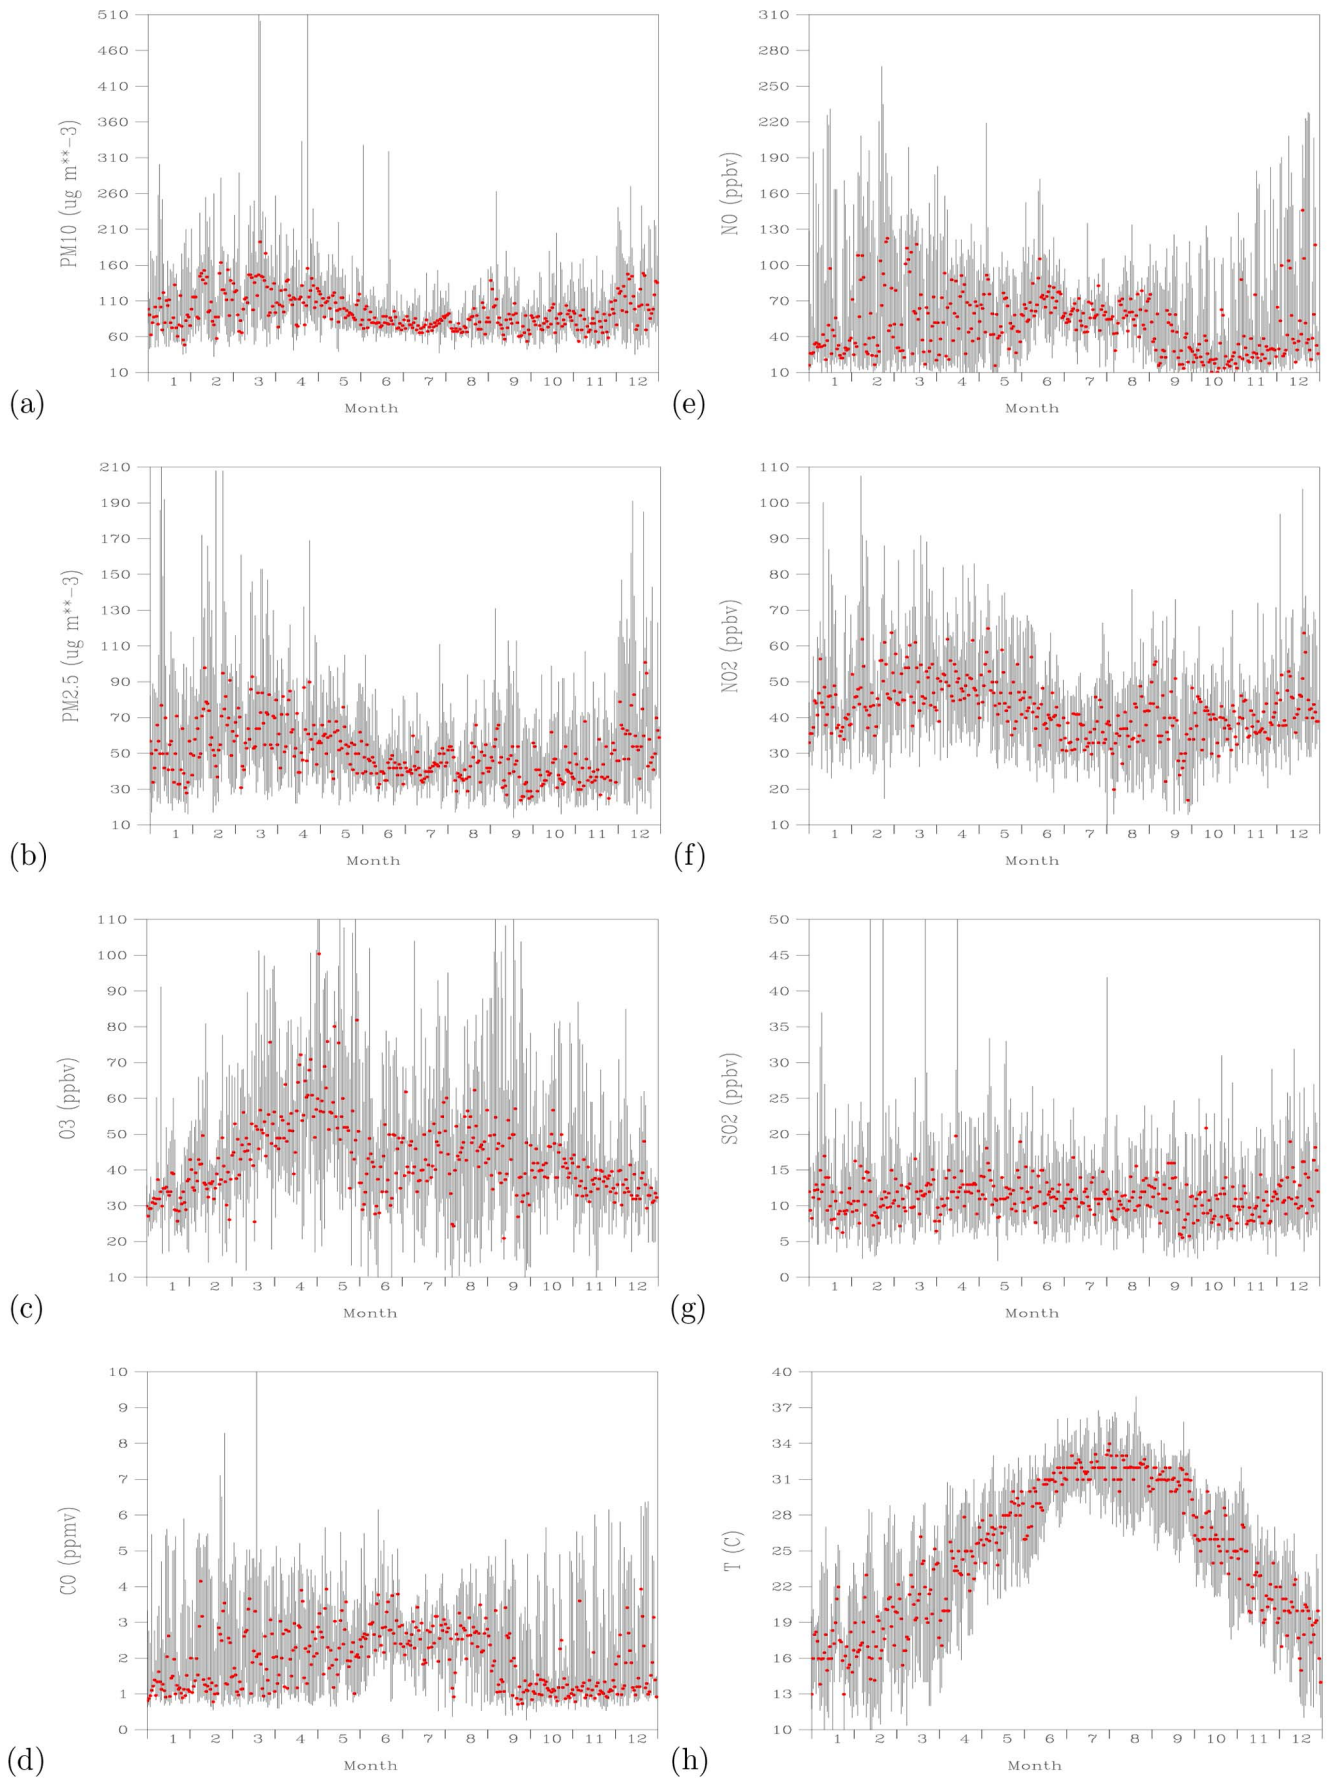 510
460
410
360
310
260
210
160
110
60
10
PM10 (ug m**-3)
1 2 3 4 5 6 7 8 9 10 11 12
Month
(a)
310
280
250
220
190
160
130
100
70
40
10
NO (ppbv)
1 2 3 4 5 6 7 8 9 10 11 12
Month
(e)
210
190
170
150
130
110
90
70
50
30
10
PM2.5 (ug m**-3)
1 2 3 4 5 6 7 8 9 10 11 12
Month
(b)
110
100
90
80
70
60
50
40
30
20
10
NO2 (ppbv)
1 2 3 4 5 6 7 8 9 10 11 12
Month
(f)
110
100
90
80
70
60
50
40
30
20
10
O3 (ppbv)
1 2 3 4 5 6 7 8 9 10 11 12
Month
(c)
50
45
40
35
30
25
20
15
10
5
0
SO2 (ppbv)
1 2 3 4 5 6 7 8 9 10 11 12
Month
(g)
10
9
8
7
6
5
4
3
2
1
0
CO (ppmv)
1 2 3 4 5 6 7 8 9 10 11 12
Month
(d)
40
37
34
31
28
25
22
19
16
13
10
T (C)
1 2 3 4 5 6 7 8 9 10 11 12
Month
(h)